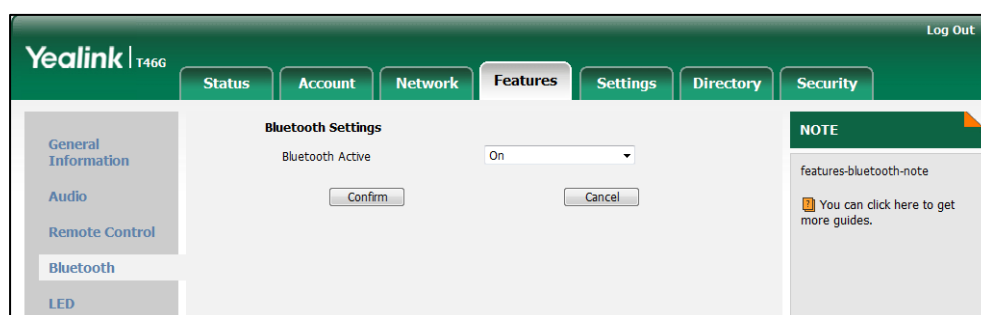 Log Out
Yealink | T46G
Status Account Network Features Settings Directory Security
General
Information
Audio
Remote Control
Bluetooth
LED
Bluetooth Settings
Bluetooth Active On
Confirm Cancel
NOTE
features-bluetooth-note
You can click here to get
more guides.